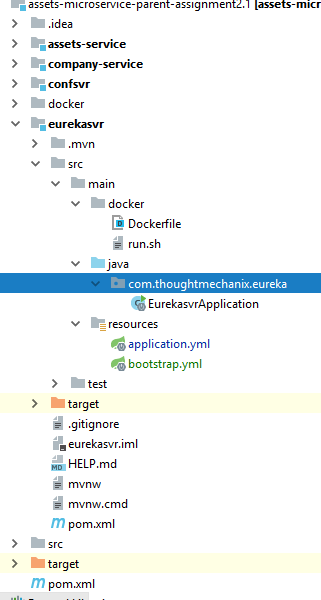 assets-microservice-parent-assignment2.1 [assets-mic
.idea
assets-service
company-service
confsvr
docker
eurekasvr
.mvn
src
main
docker
Dockerfile
run.sh
java
com.thoughtmechanix.eureka
EurekasvrApplication
resources
application.yml
bootstrap.yml
test
target
.gitignore
eurekasvr.iml
MD HELP.md
mvnw
mvnw.cmd
m pom.xml
src
target
m pom.xml